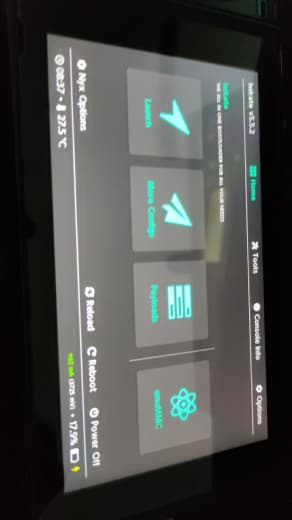 hekate v5.5.2
Home
Tools
Console Info
Options
hekate
THE ALL IN ONE BOOTLOADER FOR ALL YOUR NEEDS
Launch
More Configs
Payloads
emuMMC
Nyx Options
Reload
Reboot
Power Off
08:37 • 27.5 °C
17.9%